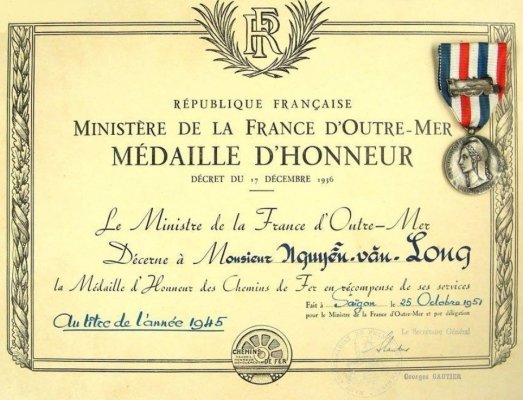 RF
RÉPUBLIQUE FRANÇAISE
MINISTÈRE DE LA FRANCE D'OUTRE-MER
MÉDAILLE D'HONNEUR
DÉCRET DU 17 DÉCEMBRE 1936
Le Ministre de la France d'Outre-Mer
Décerne à Monsieur Nguyễn-văn-Long
la Médaille d'Honneur des Chemins de Fer en récompense de ses services
Fait à Saïgon le 25 Octobre 1951
pour le Ministre de la France d'Outre-Mer et par délégation
Au titre de l'année 1945
Le Secrétaire Général
CHEMINS
DE FER
Georges GAUTIER